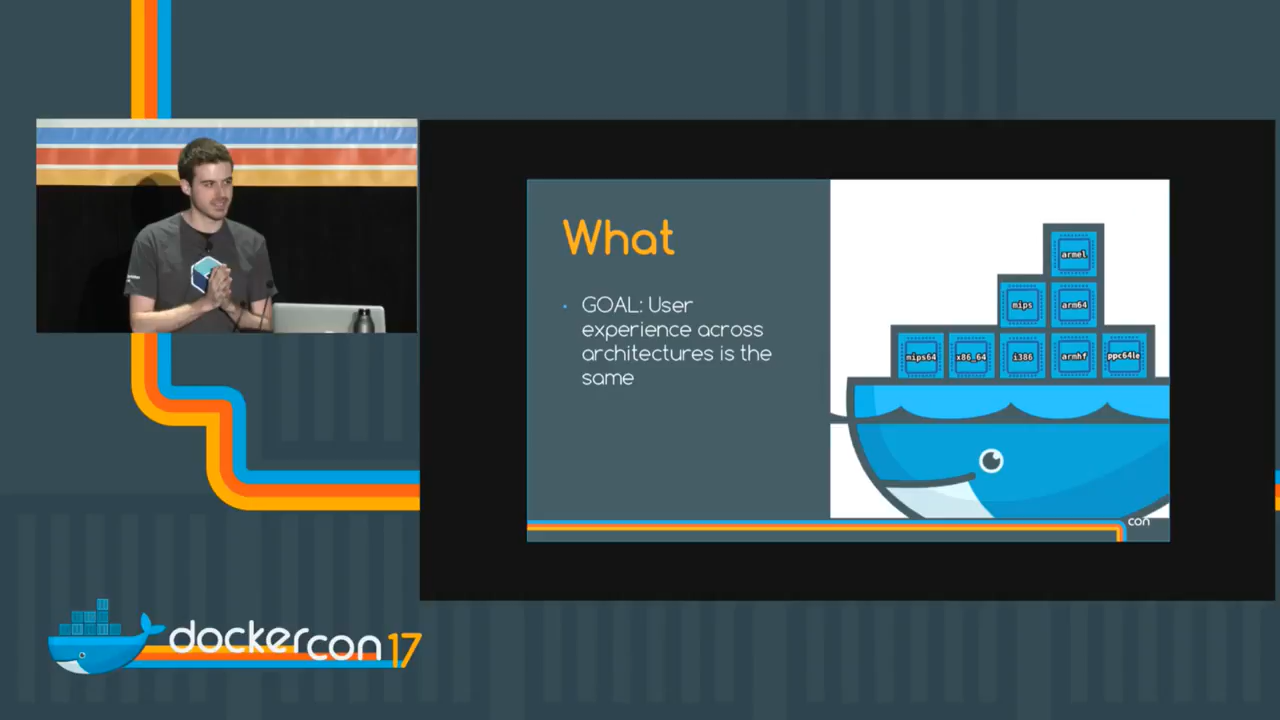 What
• GOAL: User
experience across
architectures is the
same
armel
mips
arm64
mips64
x86_64
i386
armhf
ppc64le
con
dockercon17